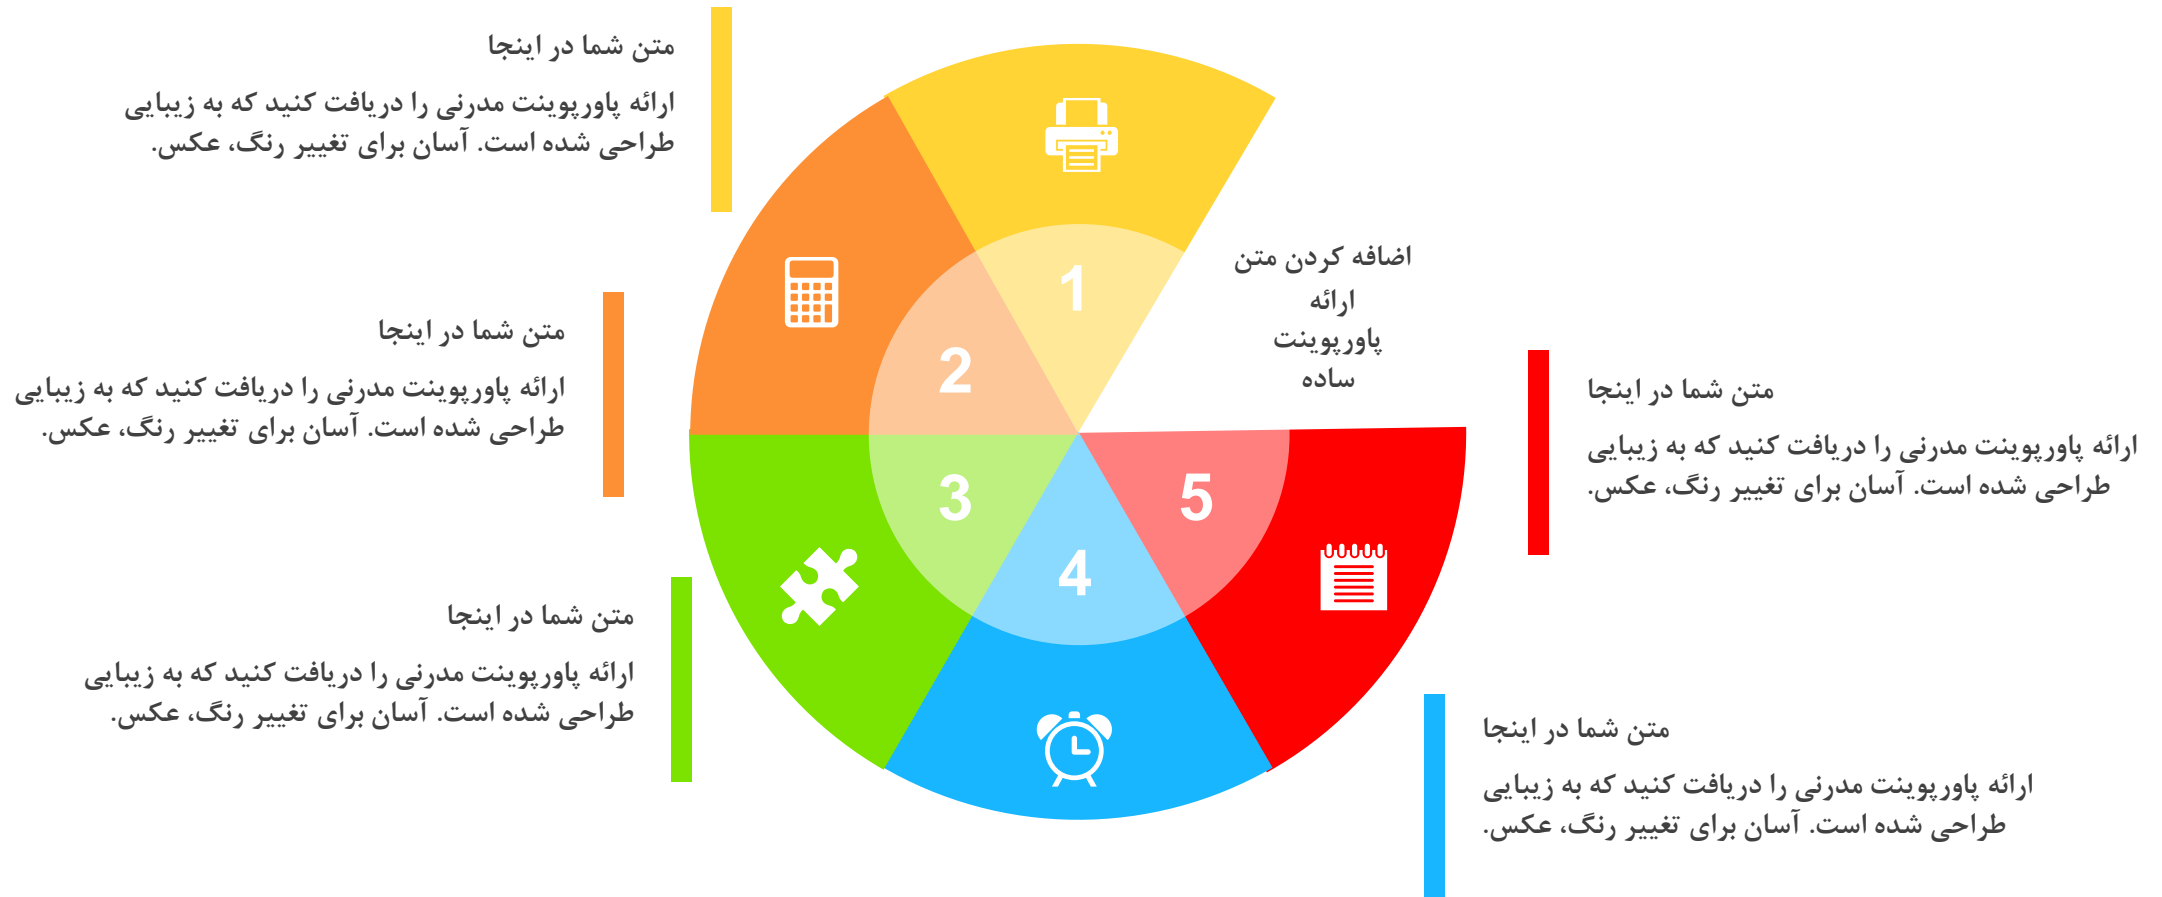 متن شما در اینجا
ارائه پاورپوینت مدرنی را دریافت کنید که به زیبایی
طراحی شده است. آسان برای تغییر رنگ، عکس.
1
اضافه کردن متن
ارائه
پاورپوینت
ساده
2
متن شما در اینجا
ارائه پاورپوینت مدرنی را دریافت کنید که به زیبایی
طراحی شده است. آسان برای تغییر رنگ، عکس.
3
متن شما در اینجا
ارائه پاورپوینت مدرنی را دریافت کنید که به زیبایی
طراحی شده است. آسان برای تغییر رنگ، عکس.
4
متن شما در اینجا
ارائه پاورپوینت مدرنی را دریافت کنید که به زیبایی
طراحی شده است. آسان برای تغییر رنگ، عکس.
5
متن شما در اینجا
ارائه پاورپوینت مدرنی را دریافت کنید که به زیبایی
طراحی شده است. آسان برای تغییر رنگ، عکس.